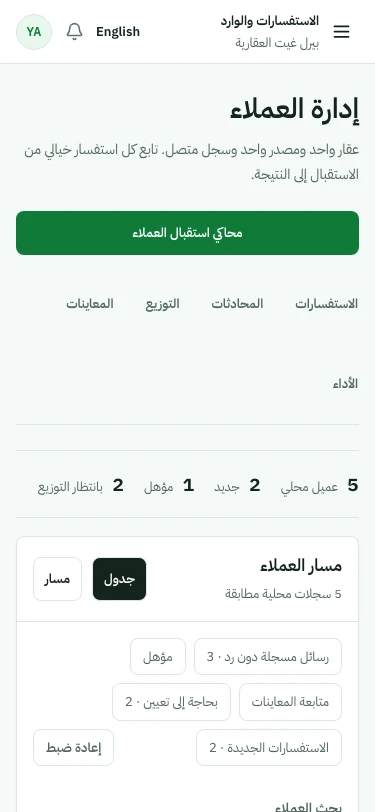 الاستفسارات والوارد
بيرل غيت العقارية
English
YA
إدارة العملاء
عقار واحد ومصدر واحد وسجل متصل. تابع كل استفسار خيالي من
الاستقبال إلى النتيجة.
محاكي استقبال العملاء
الاستفسارات المحادثات التوزيع المعاينات
الأداء
5 عميل محلي 2 جديد 1 مؤهل 2 بانتظار التوزيع
مسار العملاء
5 سجلات محلية مطابقة
جدول مسار
رسائل مسجلة دون رد · 3 مؤهل
متابعة المعاينات بحاجة إلى تعيين · 2
الاستفسارات الجديدة · 2 إعادة ضبط
بحث العملاء